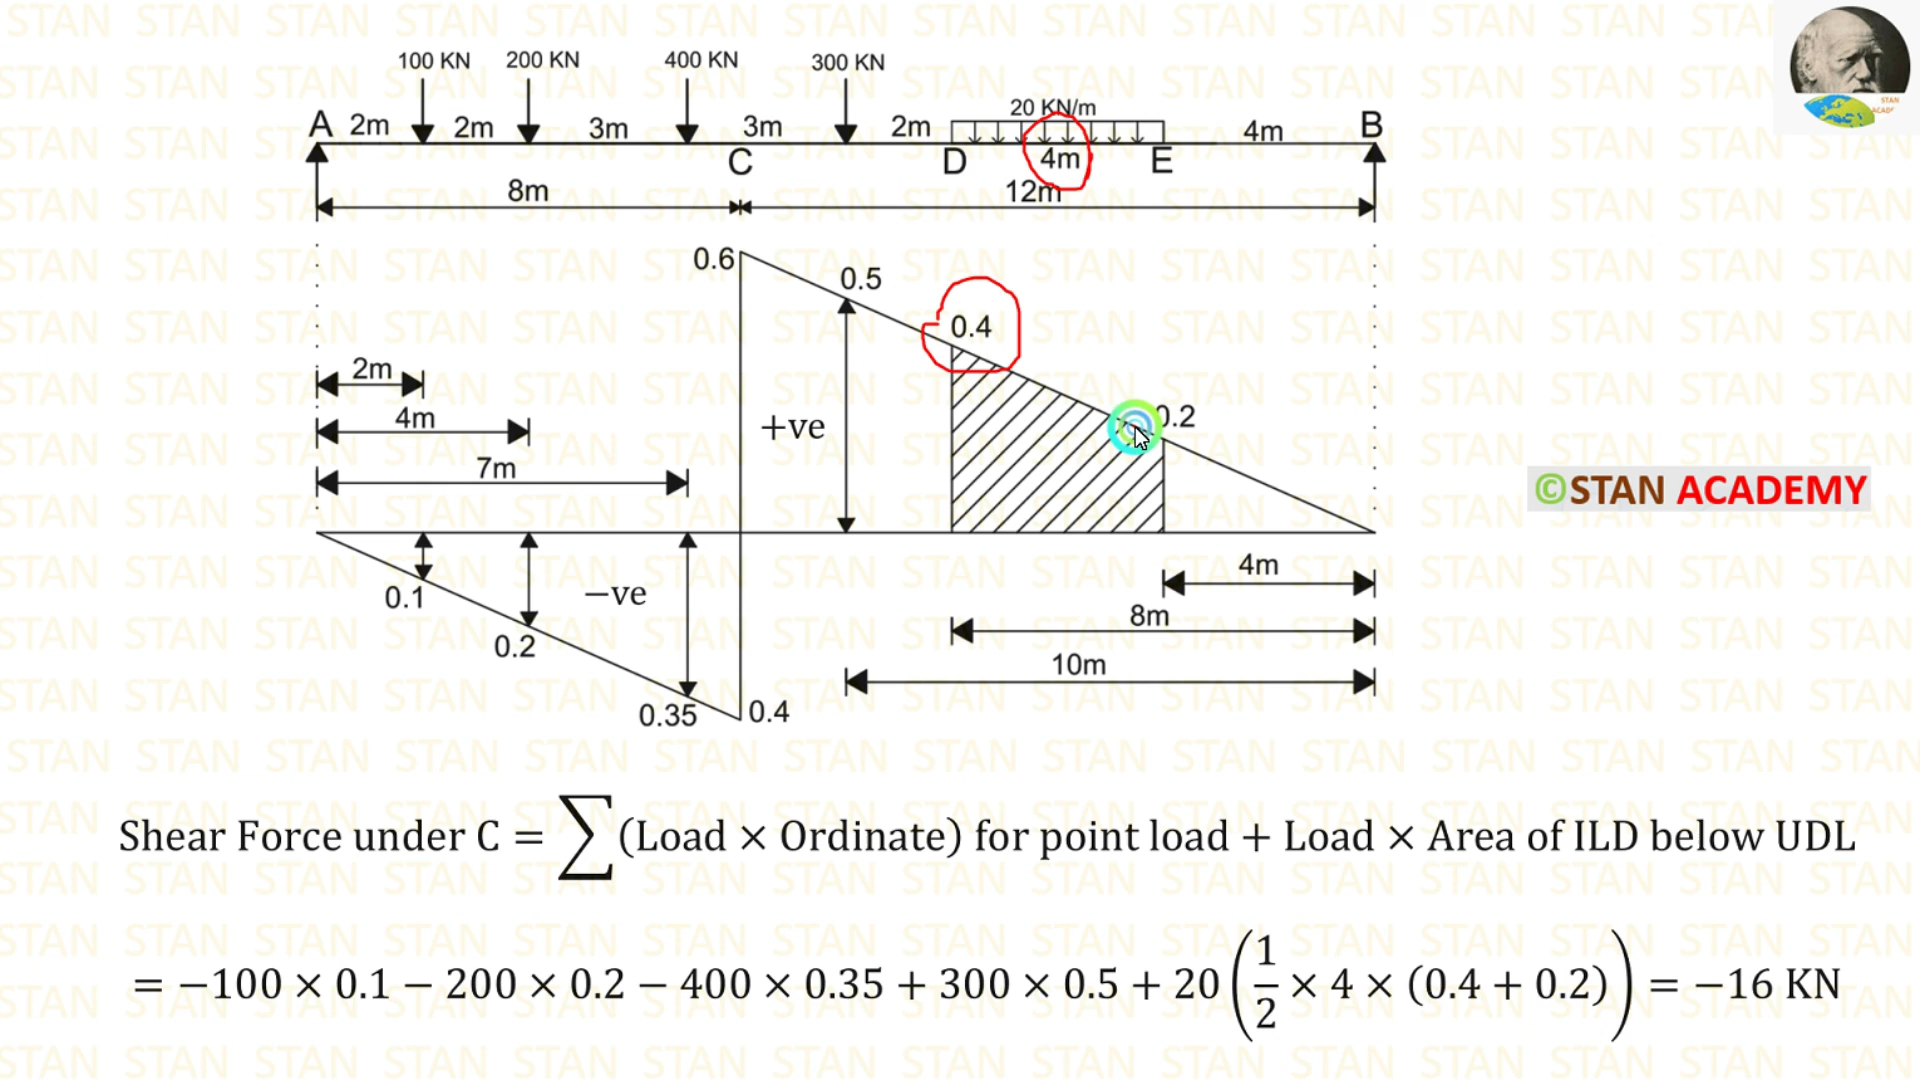 100 KN 200 KN 400 KN 300 KN
20 KN/m
A 2m 2m 3m 3m 2m 4m B
C D 4m E
8m 12m
0.6
0.5
0.4
2m
0.2
4m
+ve
7m
4m
©STAN ACADEMY
0.1
−ve
8m
0.2
10m
0.35 0.4
Shear Force under C = ∑(Load × Ordinate) for point load + Load × Area of ILD below UDL
= −100 × 0.1 − 200 × 0.2 − 400 × 0.35 + 300 × 0.5 + 20 (1/2 × 4 × (0.4 + 0.2)) = −16 KN